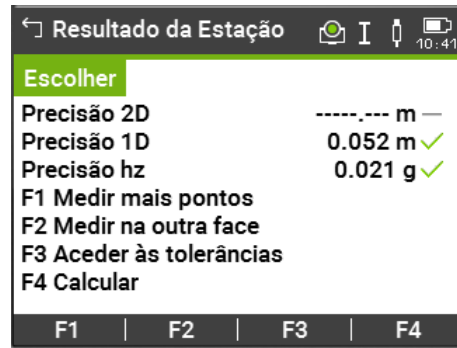 Resultado da Estação I 10:41
Escolher
Precisão 2D -----.--- m —
Precisão 1D 0.052 m ✓
Precisão hz 0.021 g ✓
F1 Medir mais pontos
F2 Medir na outra face
F3 Aceder às tolerâncias
F4 Calcular
F1 | F2 | F3 | F4